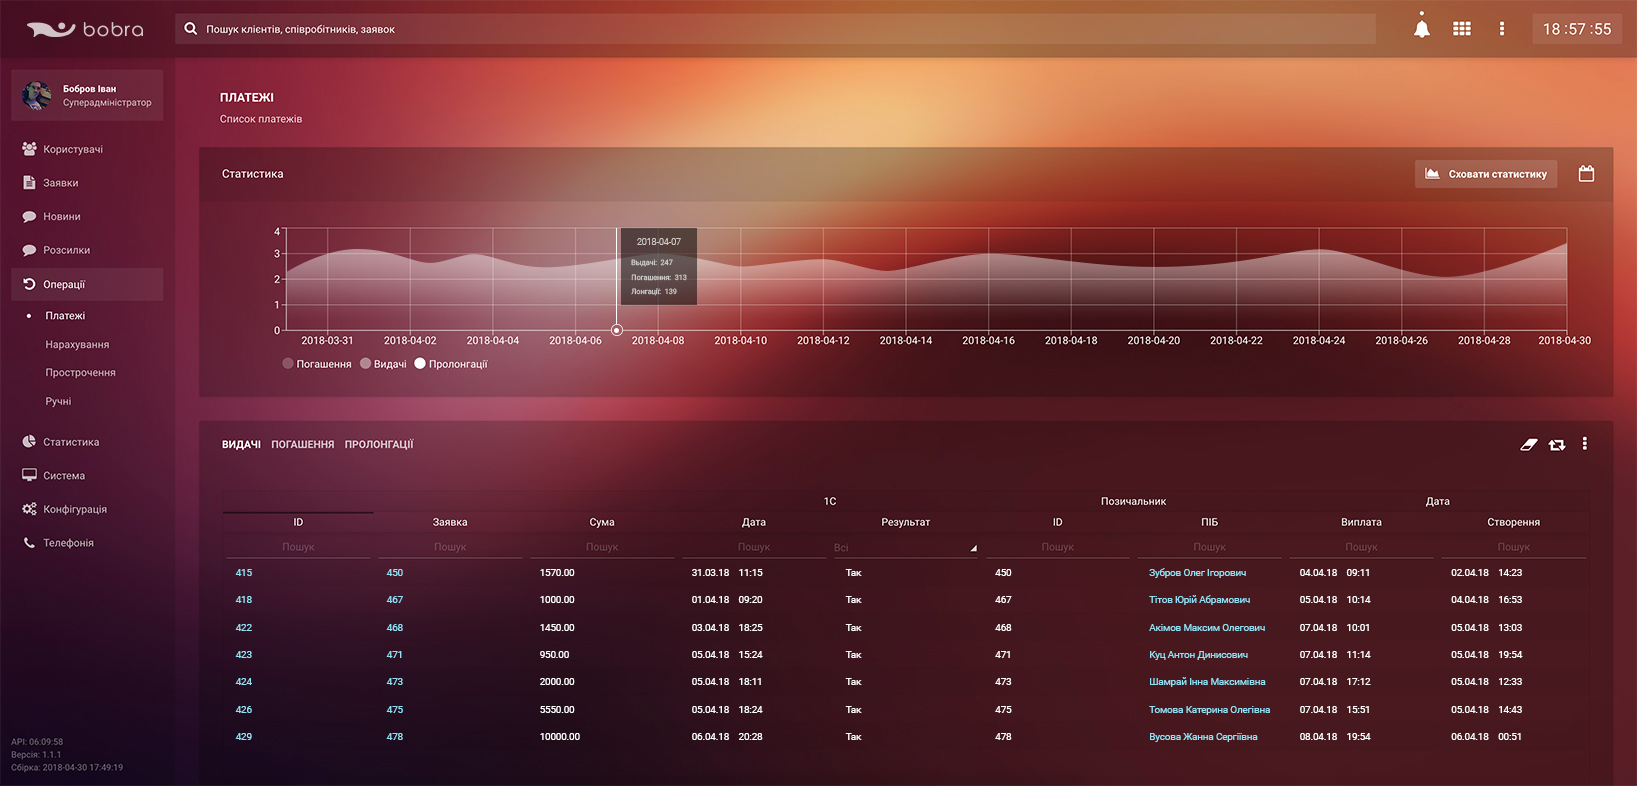 bobra
Пошук клієнтів, співробітників, заявок
18 :57 :55
Бобров Іван
Суперадміністратор
Користувачі
Заявки
Новини
Розсилки
Операції
Платежі
Нарахування
Прострочення
Ручні
Статистика
Система
Конфігурація
Телефонія
API: 06:09:58
Версія: 1.1.1
Сбірка: 2018-04-30 17:49:19
ПЛАТЕЖІ
Список платежів
Статистика
Сховати статистику
4
3
2
1
0
2018-04-07
Выдачі: 247
Погашення: 313
Лонгації: 139
2018-03-31 2018-04-02 2018-04-04 2018-04-06 2018-04-08 2018-04-10 2018-04-12 2018-04-14 2018-04-16 2018-04-18 2018-04-20 2018-04-22 2018-04-24 2018-04-26 2018-04-28 2018-04-30
Погашення Видачі Пролонгації
ВИДАЧІ ПОГАШЕННЯ ПРОЛОНГАЦІЇ
1С Позичальник Дата
ID Заявка Сума Дата Результат ID ПІБ Виплата Створення
Пошук Пошук Пошук Пошук Всі Пошук Пошук Пошук Пошук
415 450 1570.00 31.03.18 11:15 Так 450 Зубров Олег Ігорович 04.04.18 09:11 02.04.18 14:23
418 467 1000.00 01.04.18 09:20 Так 467 Тітов Юрій Абрамович 05.04.18 10:14 04.04.18 16:53
422 468 1450.00 03.04.18 18:25 Так 468 Акімов Максим Олегович 07.04.18 10:01 05.04.18 13:03
423 471 950.00 05.04.18 15:24 Так 471 Куц Антон Динисович 07.04.18 11:14 05.04.18 19:54
424 473 2000.00 05.04.18 18:11 Так 473 Шамрай Інна Максимівна 07.04.18 17:12 05.04.18 12:33
426 475 5550.00 05.04.18 18:24 Так 475 Томова Катерина Олегівна 07.04.18 15:51 05.04.18 14:43
429 478 10000.00 06.04.18 20:28 Так 478 Вусова Жанна Сергіївна 08.04.18 19:54 06.04.18 00:51